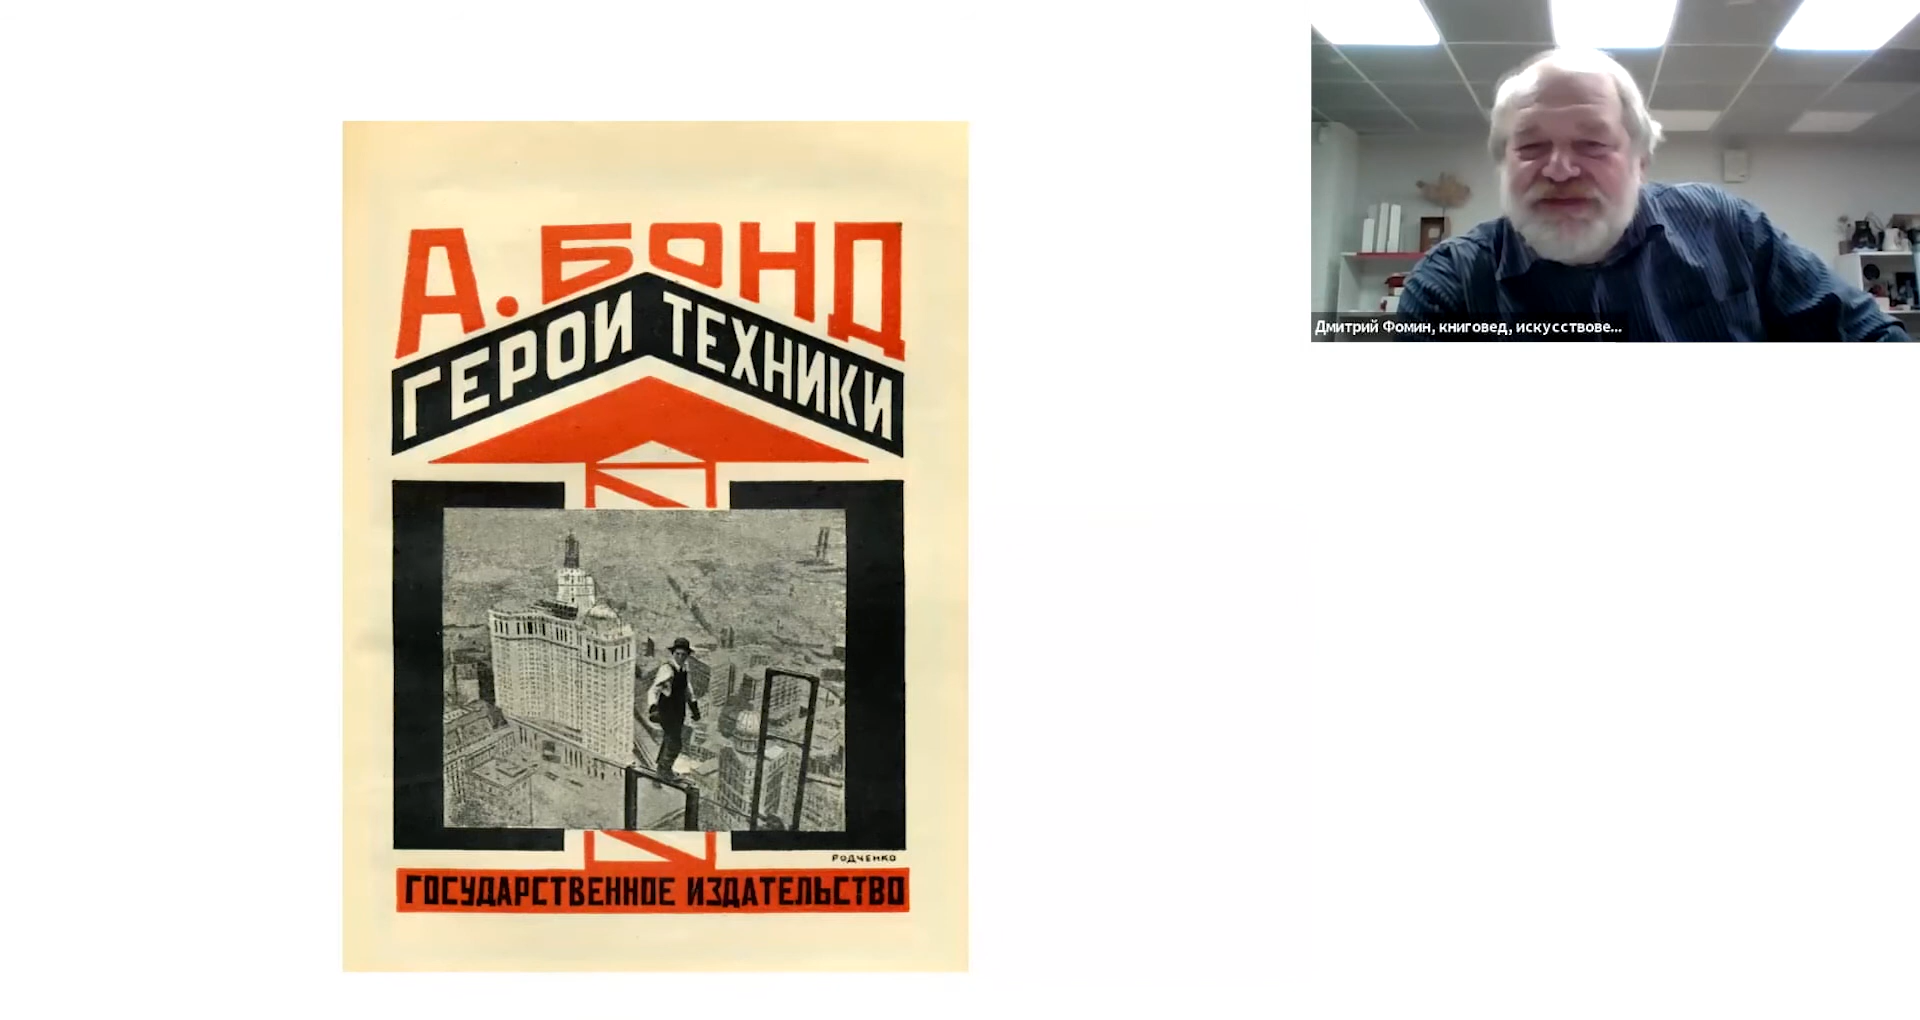 А. БОНД
ГЕРОИ ТЕХНИКИ
РОДЧЕНКО
ГОСУДАРСТВЕННОЕ ИЗДАТЕЛЬСТВО
Дмитрий Фомин, книговед, искусствове...